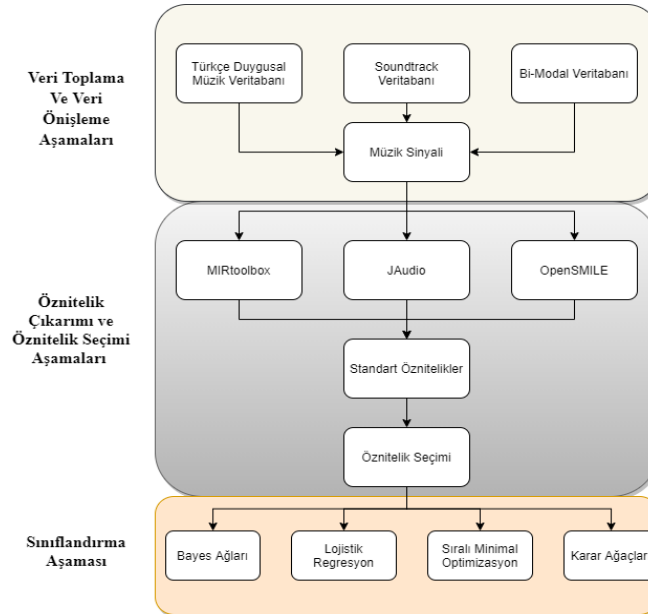 Veri Toplama
Ve Veri
Önişleme
Aşamaları
Türkçe Duygusal
Müzik Veritabanı
Soundtrack
Veritabanı
Bi-Modal Veritabanı
Müzik Sinyali
Öznitelik
Çıkarımı ve
Öznitelik Seçimi
Aşamaları
MIRtoolbox
JAudio
OpenSMILE
Standart Öznitelikler
Öznitelik Seçimi
Sınıflandırma
Aşaması
Bayes Ağları
Lojistik
Regresyon
Sıralı Minimal
Optimizasyon
Karar Ağaçlar